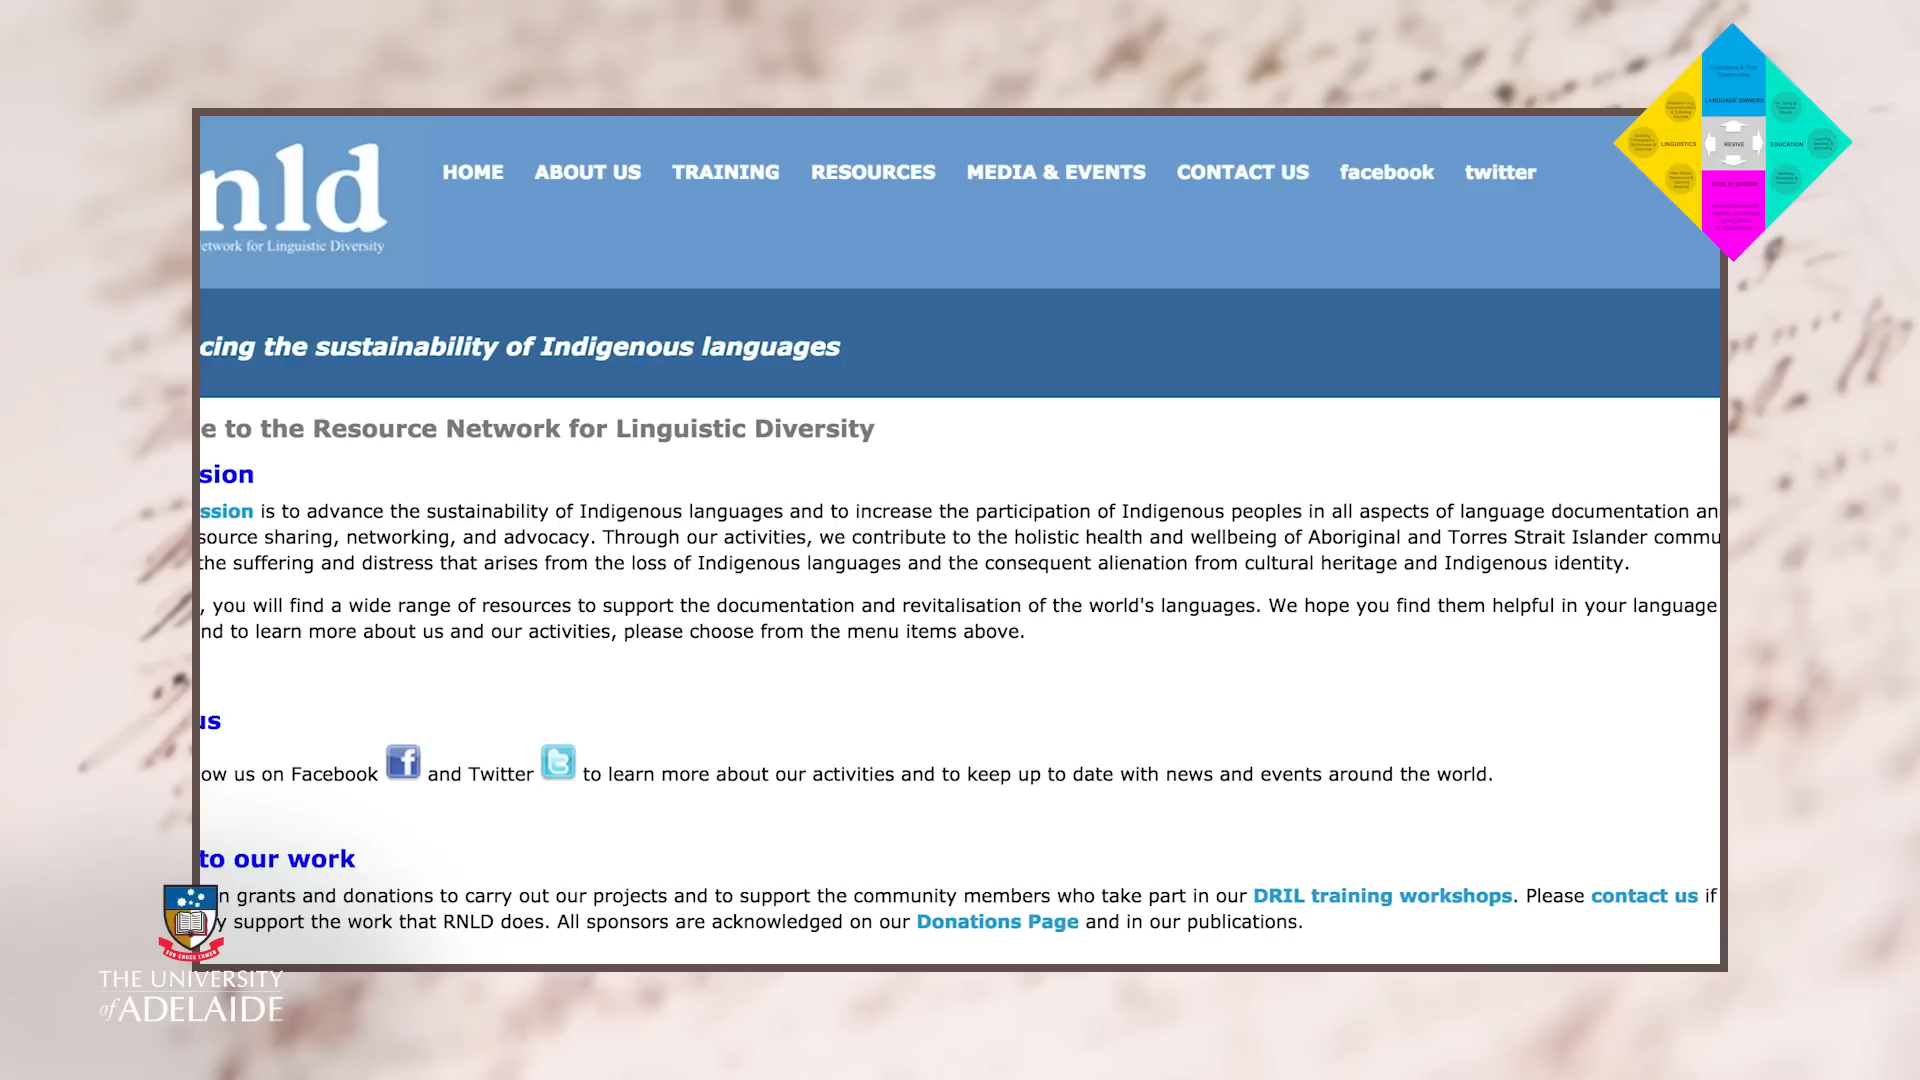 nld
etwork for Linguistic Diversity
HOME ABOUT US TRAINING RESOURCES MEDIA & EVENTS CONTACT US facebook twitter
LANGUAGE OWNERS
LINGUISTICS
REVIVE
EDUCATION
cing the sustainability of Indigenous languages
e to the Resource Network for Linguistic Diversity
sion
ssion is to advance the sustainability of Indigenous languages and to increase the participation of Indigenous peoples in all aspects of language documentation an
source sharing, networking, and advocacy. Through our activities, we contribute to the holistic health and wellbeing of Aboriginal and Torres Strait Islander commu
the suffering and distress that arises from the loss of Indigenous languages and the consequent alienation from cultural heritage and Indigenous identity.
, you will find a wide range of resources to support the documentation and revitalisation of the world's languages. We hope you find them helpful in your language
nd to learn more about us and our activities, please choose from the menu items above.
us
ow us on Facebook and Twitter to learn more about our activities and to keep up to date with news and events around the world.
to our work
n grants and donations to carry out our projects and to support the community members who take part in our DRIL training workshops. Please contact us if
y support the work that RNLD does. All sponsors are acknowledged on our Donations Page and in our publications.
SUB CRUCE LUMEN
THE UNIVERSITY
of ADELAIDE